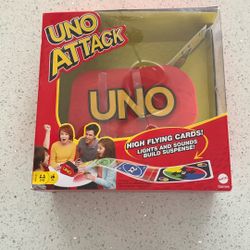 UNO
ATTACK
UNO
HIGH FLYING CARDS!
LIGHTS AND SOUNDS
BUILD SUSPENSE!